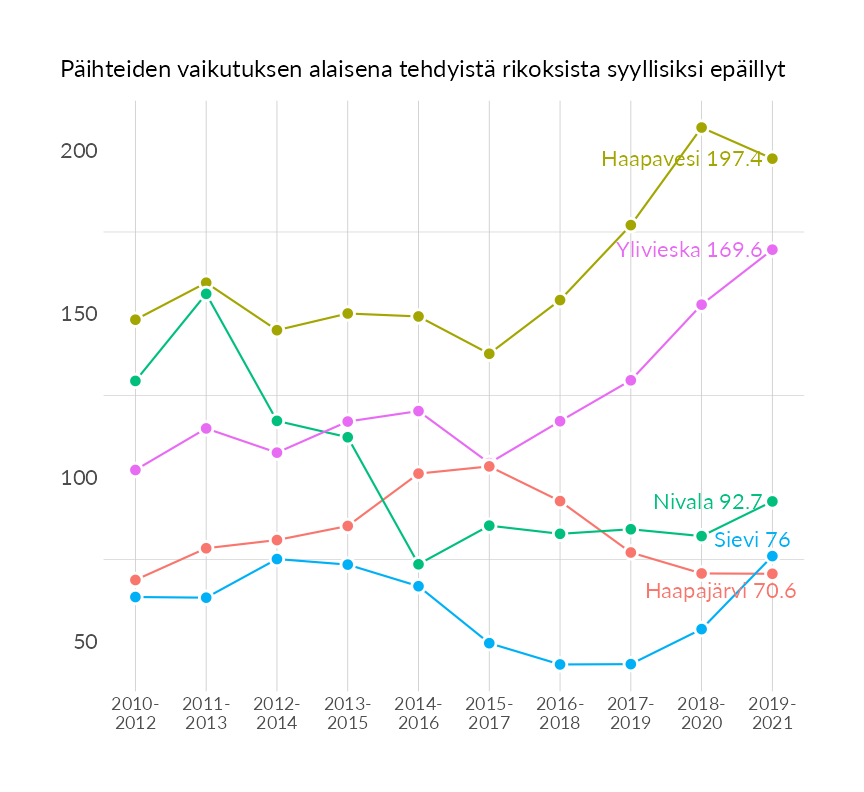 Päihteiden vaikutuksen alaisena tehdyistä rikoksista syyllisiksi epäillyt
200
Haapavesi 197.4
Ylivieska 169.6
150
100
Nivala 92.7
Sievi 76
Haapajärvi 70.6
50
2010- 2011- 2012- 2013- 2014- 2015- 2016- 2017- 2018- 2019-
2012 2013 2014 2015 2016 2017 2018 2019 2020 2021